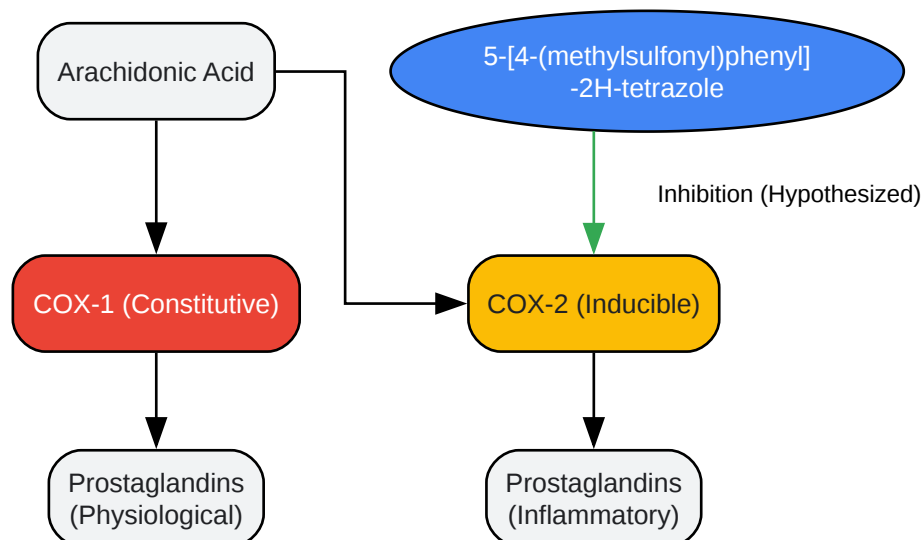 Arachidonic Acid
5-[4-(methylsulfonyl)phenyl]
-2H-tetrazole
Inhibition (Hypothesized)
COX-1 (Constitutive)
COX-2 (Inducible)
Prostaglandins
(Physiological)
Prostaglandins
(Inflammatory)